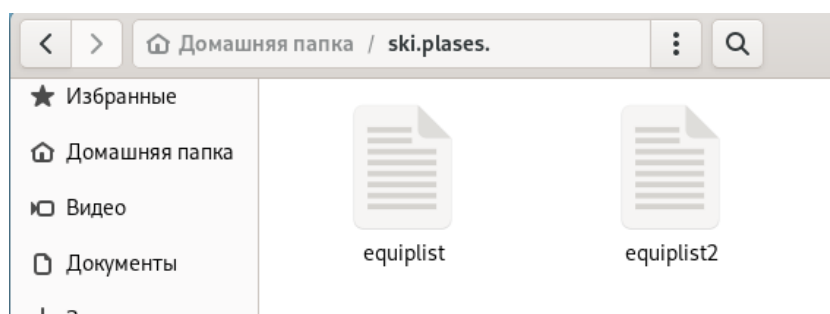 Домашняя папка / ski.plases.
Избранные
Домашняя папка
Видео
Документы
equiplist
equiplist2